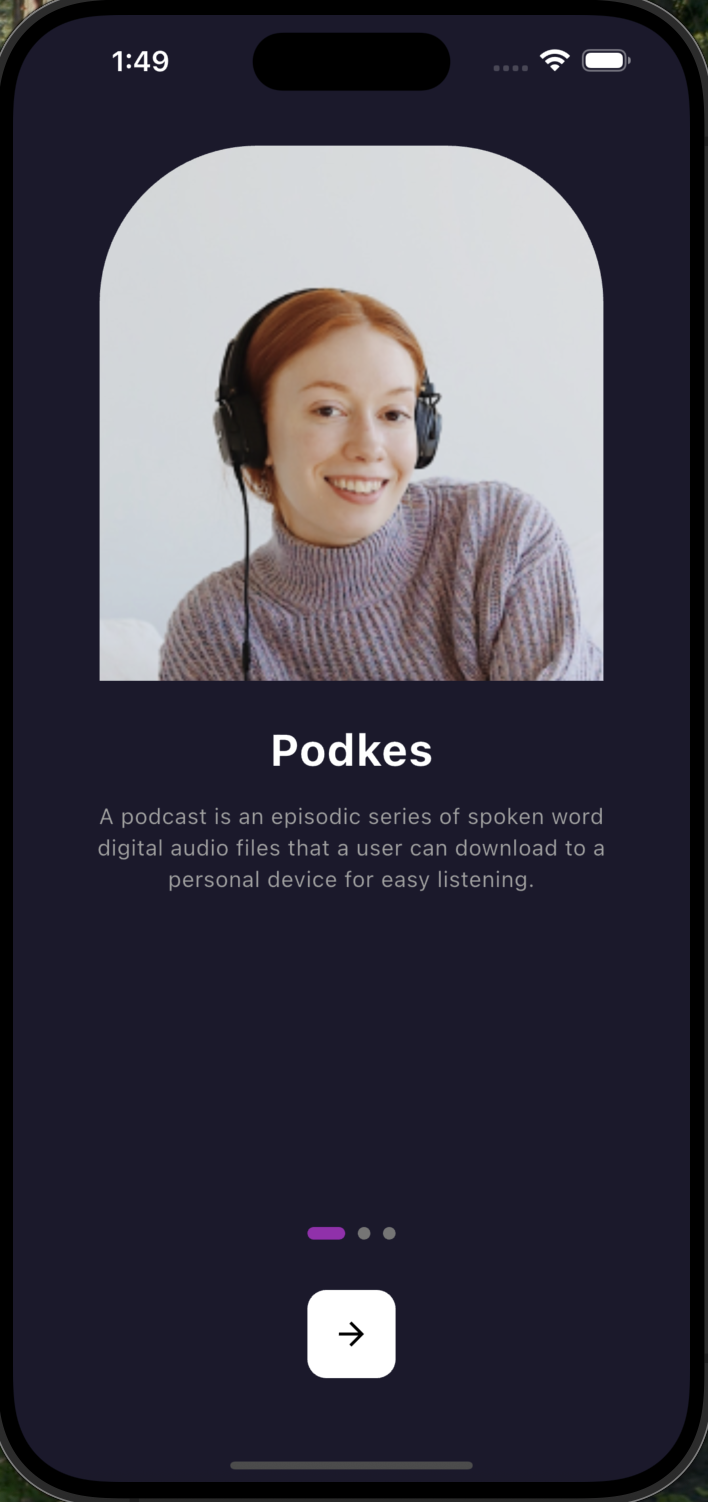 1:49
Podkes
A podcast is an episodic series of spoken word
digital audio files that a user can download to a
personal device for easy listening.